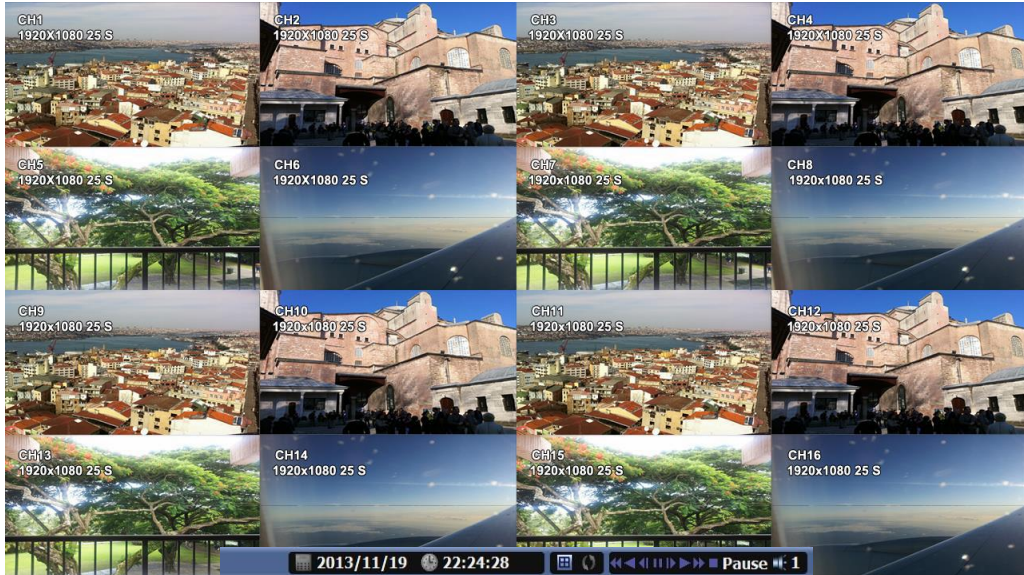 CH1
1920X1080 25 S
CH2
1920X1080 25 S
CH3
1920X1080 25 S
CH4
1920X1080 25 S
CH5
1920X1080 25 S
CH6
1920X1080 25 S
CH7
1920x1080 25 S
CH8
1920x1080 25 S
CH9
1920x1080 25 S
CH10
1920x1080 25 S
CH11
1920x1080 25 S
CH12
1920x1080 25 S
CH13
1920x1080 25 S
CH14
1920x1080 25 S
CH15
1920x1080 25 S
CH16
1920x1080 25 S
2013/11/19 22:24:28 Pause 1